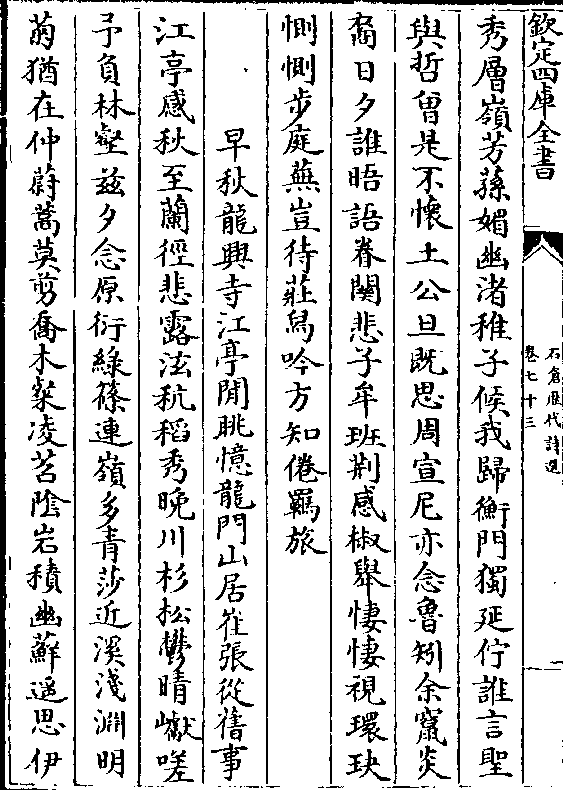 欽定四庫全書
石倉歷代詩選
卷七十三
秀層嶺芳蓀媚幽渚稚子候我歸衡門獨延佇誰言聖
與哲曾是不懷土公旦既思周宣尼亦念魯矧余竄炎
裔日夕誰晤語眷闕悲子牟班荆感椒舉悽悽視環玦
惻惻步庭蕪豈待莊舄吟方知倦羈旅
早秋龍興寺江亭閒眺憶龍門山居崔張從舊事
江亭感秋至蘭徑悲露泫秔稻秀晚川杉松鬱晴巘嗟
予負林壑兹夕念原衍綠篠連嶺多青莎近溪淺淵明
菊猶在仲蔚蒿莫剪喬木粲凌苕陰岩積幽蘚遥思伊